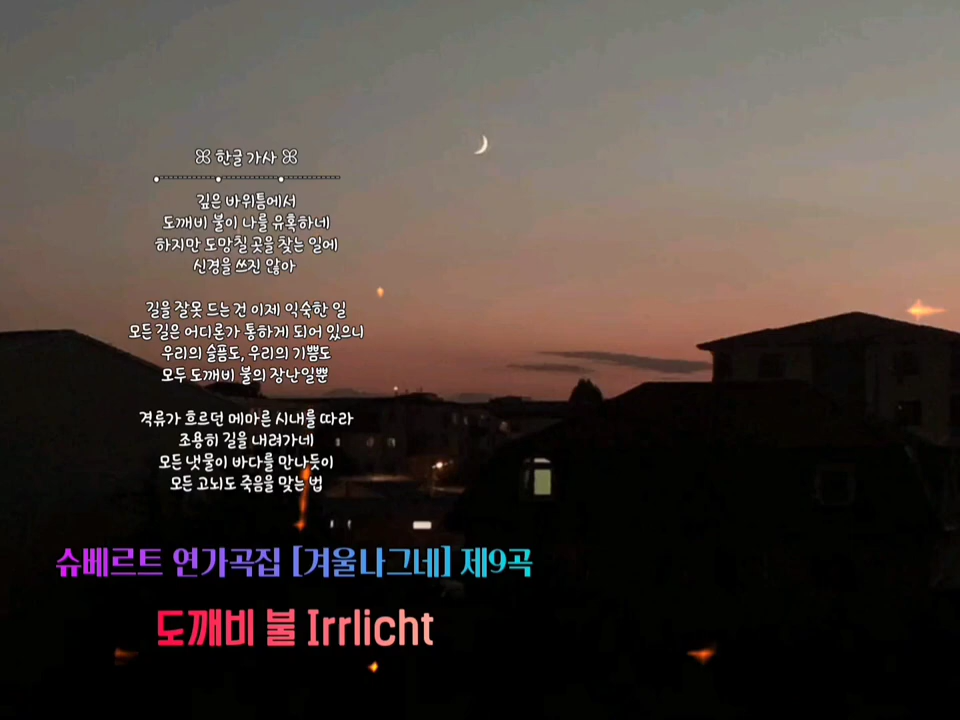 ꕤ 한글 가사 ꕤ
깊은 바위틈에서
도깨비 불이 나를 유혹하네
하지만 도망칠 곳을 찾는 일에
신경을 쓰진 않아
길을 잘못 드는 건 이제 익숙한 일
모든 길은 어디론가 통하게 되어 있으니
우리의 슬픔도, 우리의 기쁨도
모두 도깨비 불의 장난일뿐
격류가 흐르던 메마른 시내를 따라
조용히 길을 내려가네
모든 냇물이 바다를 만나듯이
모든 고뇌도 죽음을 맞는 법
슈베르트 연가곡집 [겨울나그네] 제9곡
도깨비 불 Irrlicht